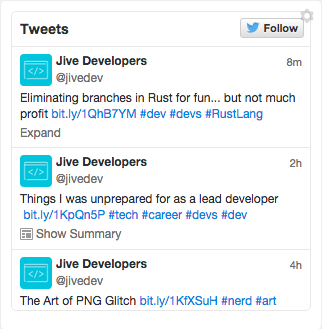 Tweets
Follow
Jive Developers
8m
@jivedev
Eliminating branches in Rust for fun... but not much
profit bit.ly/1QhB7YM #dev #devs #RustLang
Expand
Jive Developers
2h
@jivedev
Things I was unprepared for as a lead developer
bit.ly/1KpQn5P #tech #career #devs #dev
Show Summary
Jive Developers
4h
@jivedev
The Art of PNG Glitch bit.ly/1KfXSuH #nerd #art